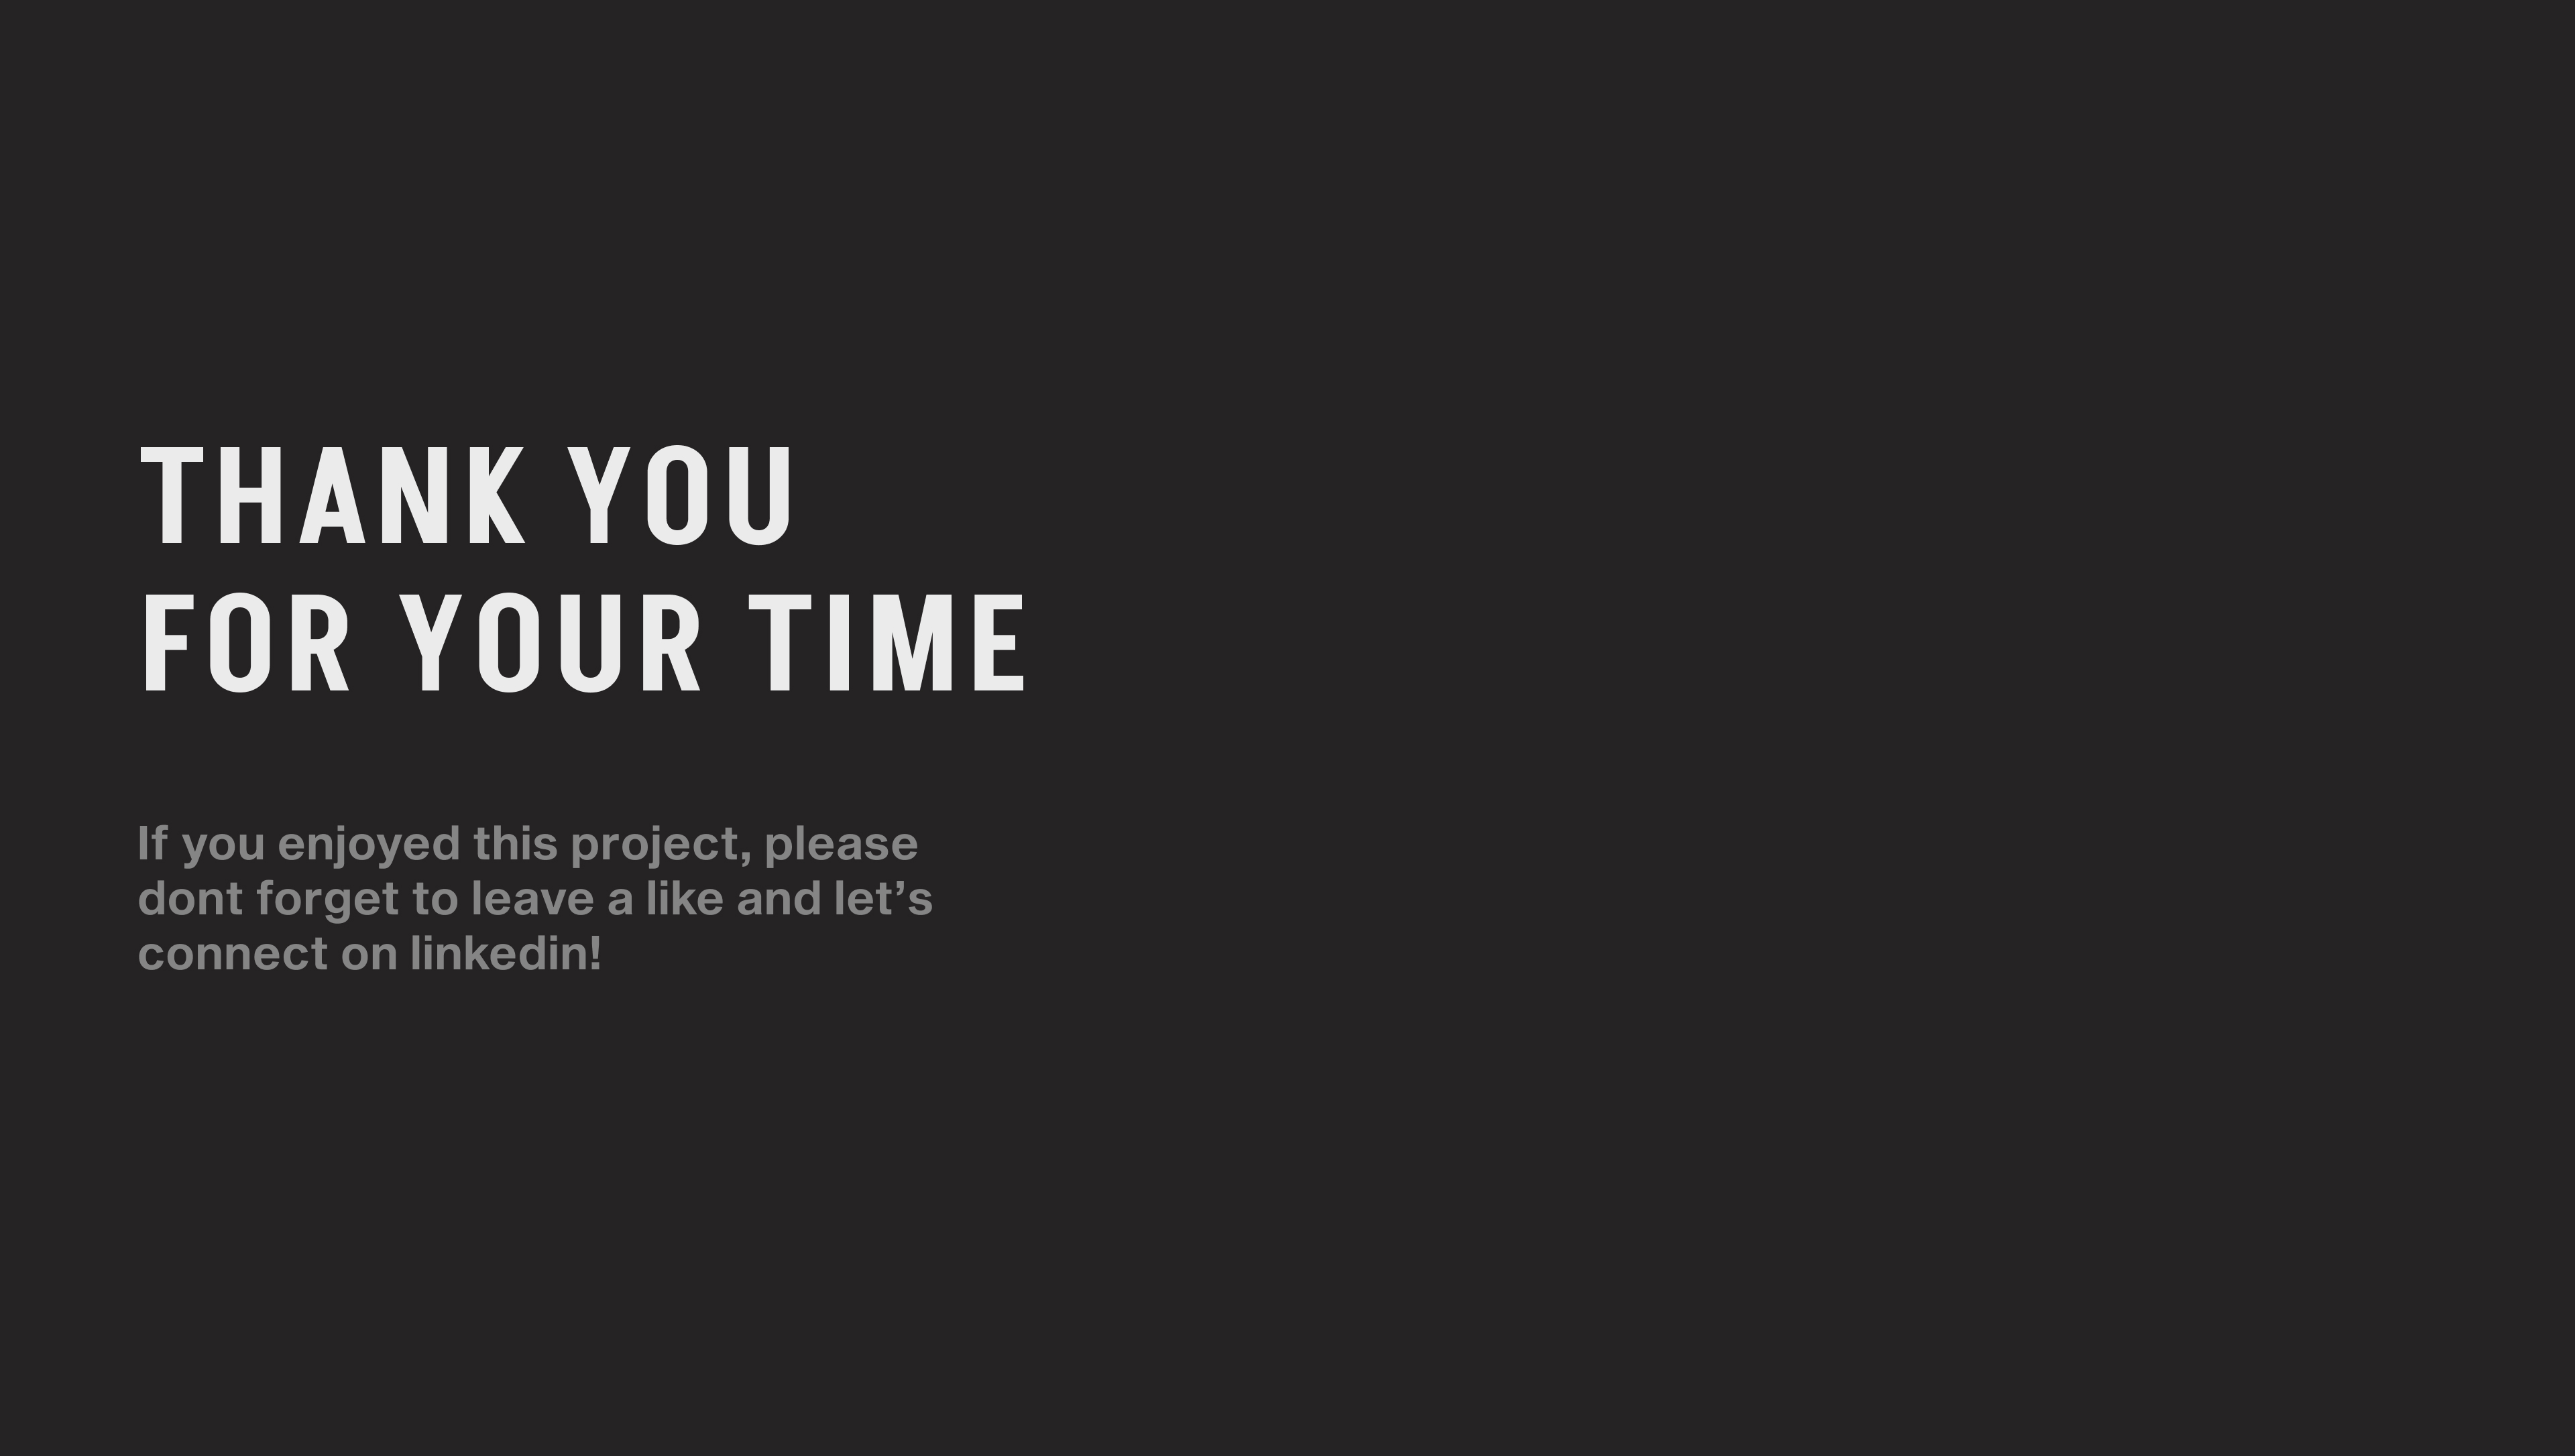 THANK YOU
FOR YOUR TIME
If you enjoyed this project, please
dont forget to leave a like and let’s
connect on linkedin!